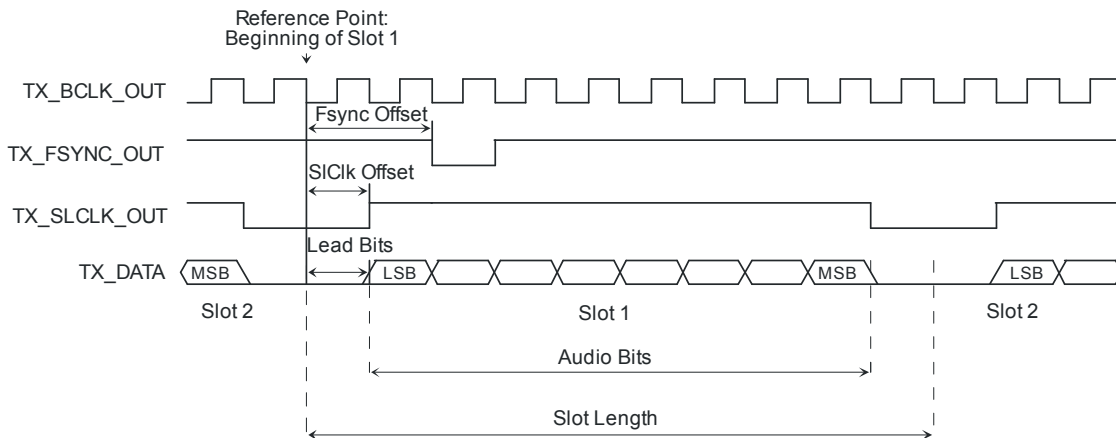 Reference Point:
Beginning of Slot 1
TX_BCLK_OUT
Fsync Offset
TX_FSYNC_OUT
SlClk Offset
TX_SLCLK_OUT
Lead Bits
TX_DATA
MSB
LSB
MSB
LSB
Slot 2
Slot 1
Slot 2
Audio Bits
Slot Length